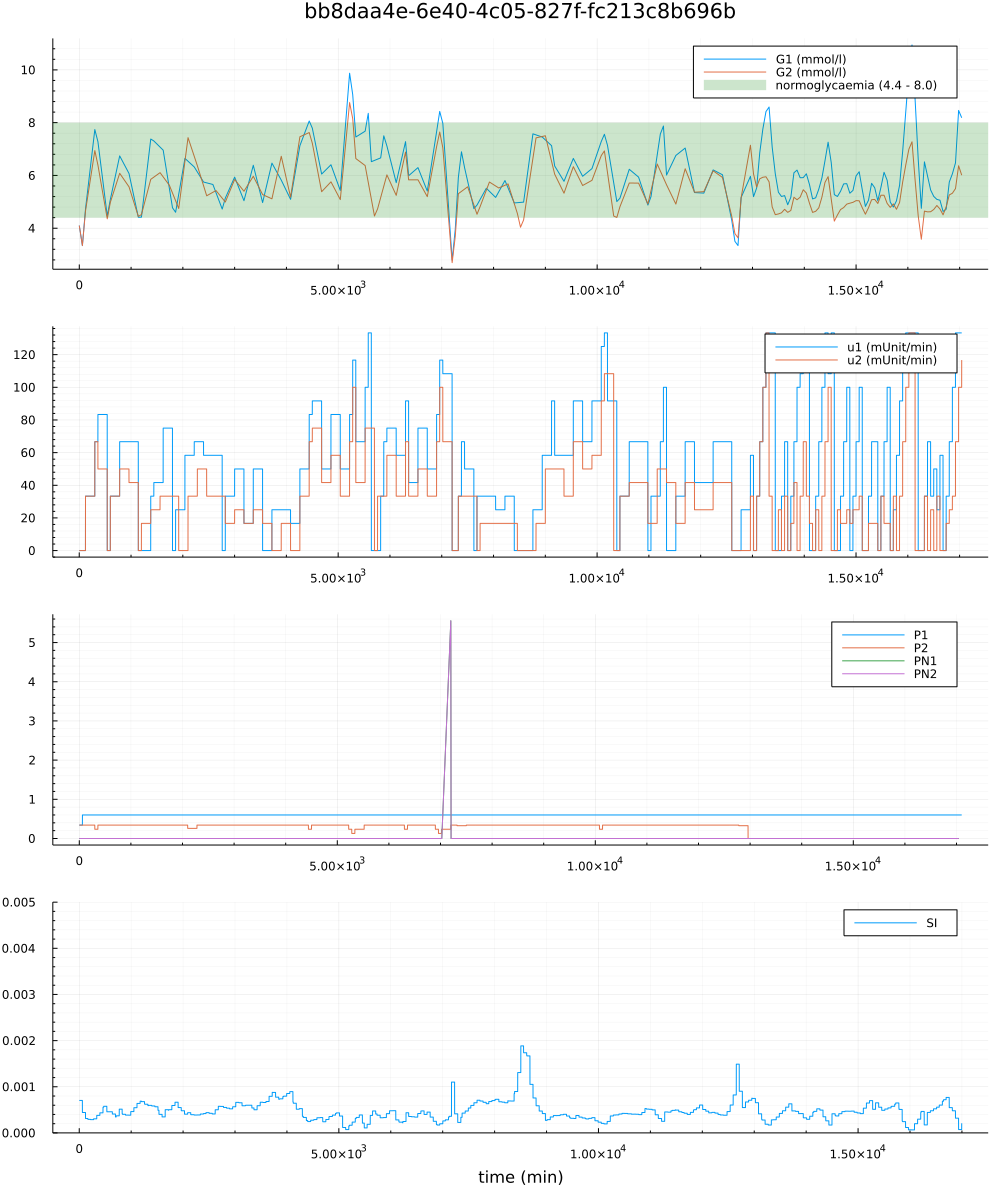 bb8daa4e-6e40-4c05-827f-fc213c8b696b
G1 (mmol/l)
G2 (mmol/l)
normoglycaemia (4.4 - 8.0)
10
8
6
4
0 5.00×10³ 1.00×10⁴ 1.50×10⁴
u1 (mUnit/min)
u2 (mUnit/min)
120
100
80
60
40
20
0
0 5.00×10³ 1.00×10⁴ 1.50×10⁴
P1
P2
PN1
PN2
5
4
3
2
1
0
0 5.00×10³ 1.00×10⁴ 1.50×10⁴
SI
0.005
0.004
0.003
0.002
0.001
0.000
0 5.00×10³ 1.00×10⁴ 1.50×10⁴
time (min)